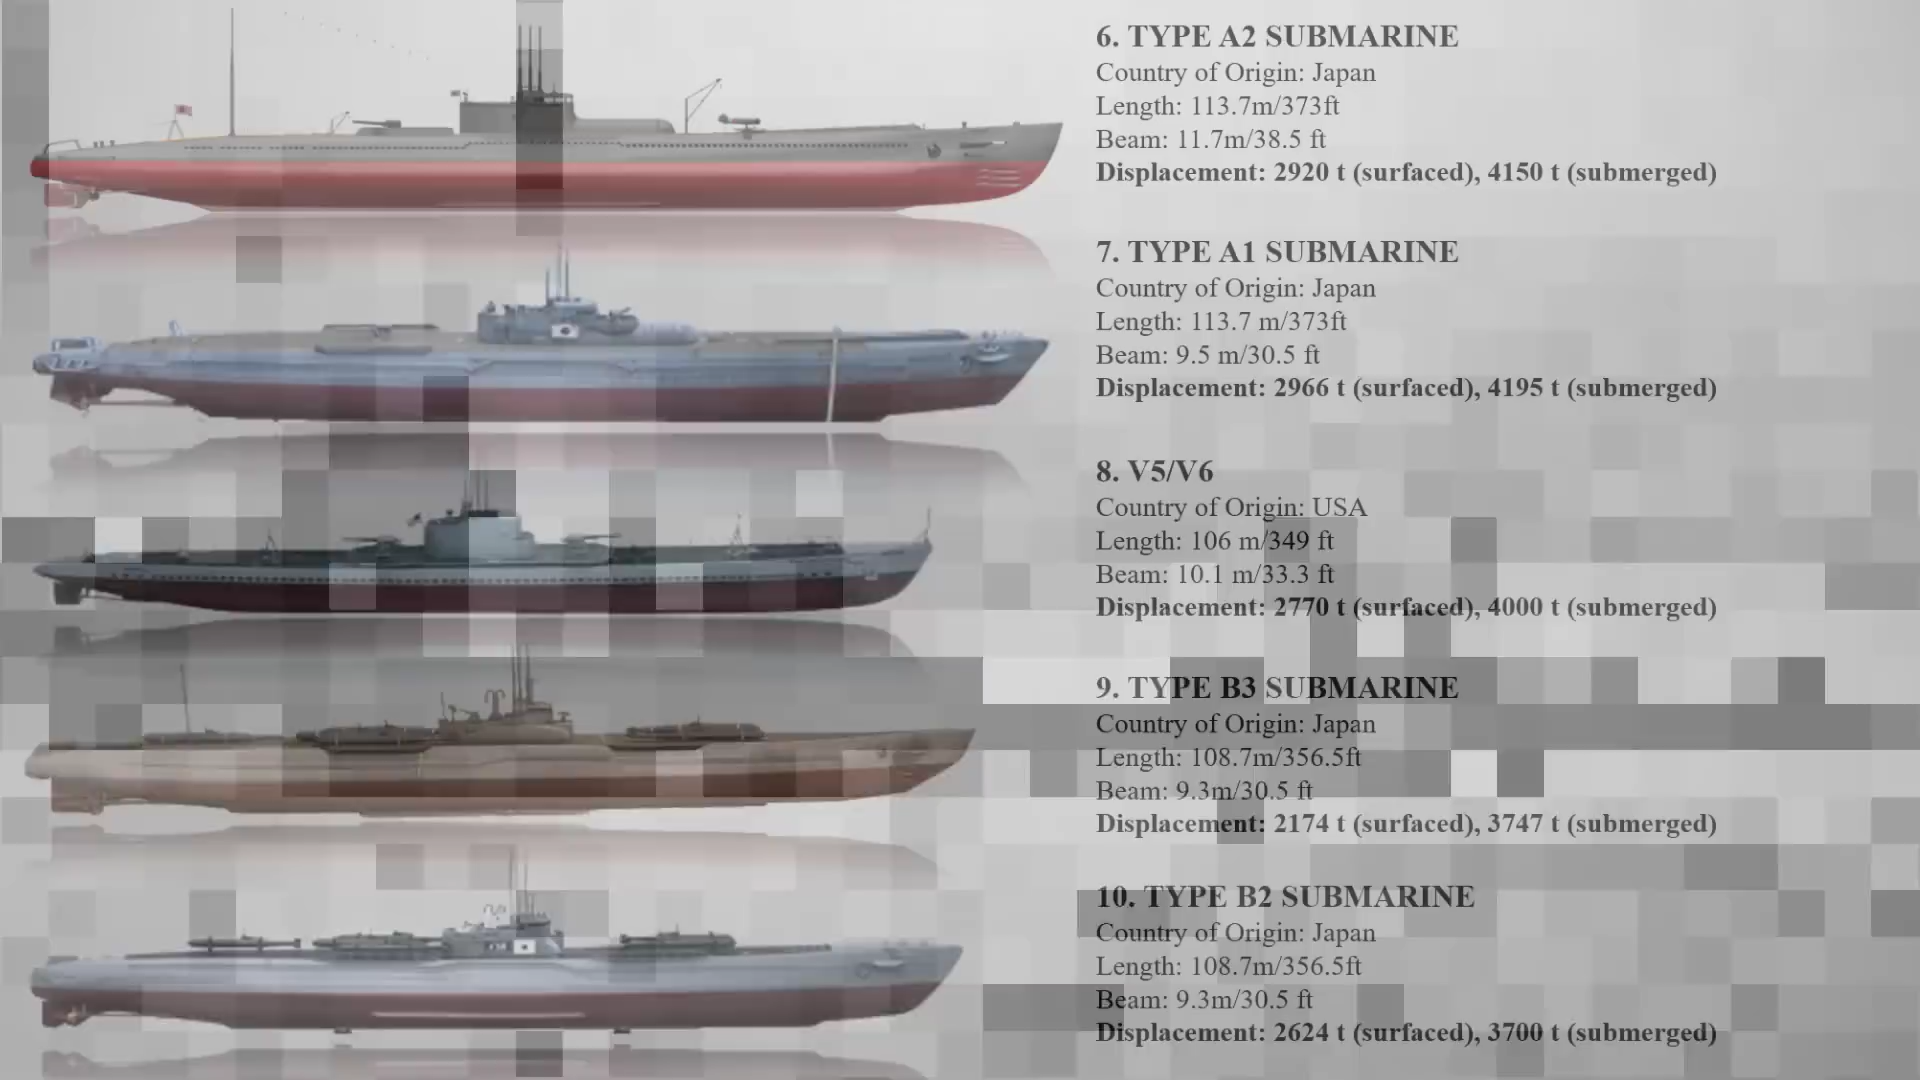 6. TYPE A2 SUBMARINE
Country of Origin: Japan
Length: 113.7m/373ft
Beam: 11.7m/38.5 ft
Displacement: 2920 t (surfaced), 4150 t (submerged)
7. TYPE A1 SUBMARINE
Country of Origin: Japan
Length: 113.7 m/373ft
Beam: 9.5 m/30.5 ft
Displacement: 2966 t (surfaced), 4195 t (submerged)
8. V5/V6
Country of Origin: USA
Length: 106 m/349 ft
Beam: 10.1 m/33.3 ft
Displacement: 2770 t (surfaced), 4000 t (submerged)
9. TYPE B3 SUBMARINE
Country of Origin: Japan
Length: 108.7m/356.5ft
Beam: 9.3m/30.5 ft
Displacement: 2174 t (surfaced), 3747 t (submerged)
10. TYPE B2 SUBMARINE
Country of Origin: Japan
Length: 108.7m/356.5ft
Beam: 9.3m/30.5 ft
Displacement: 2624 t (surfaced), 3700 t (submerged)